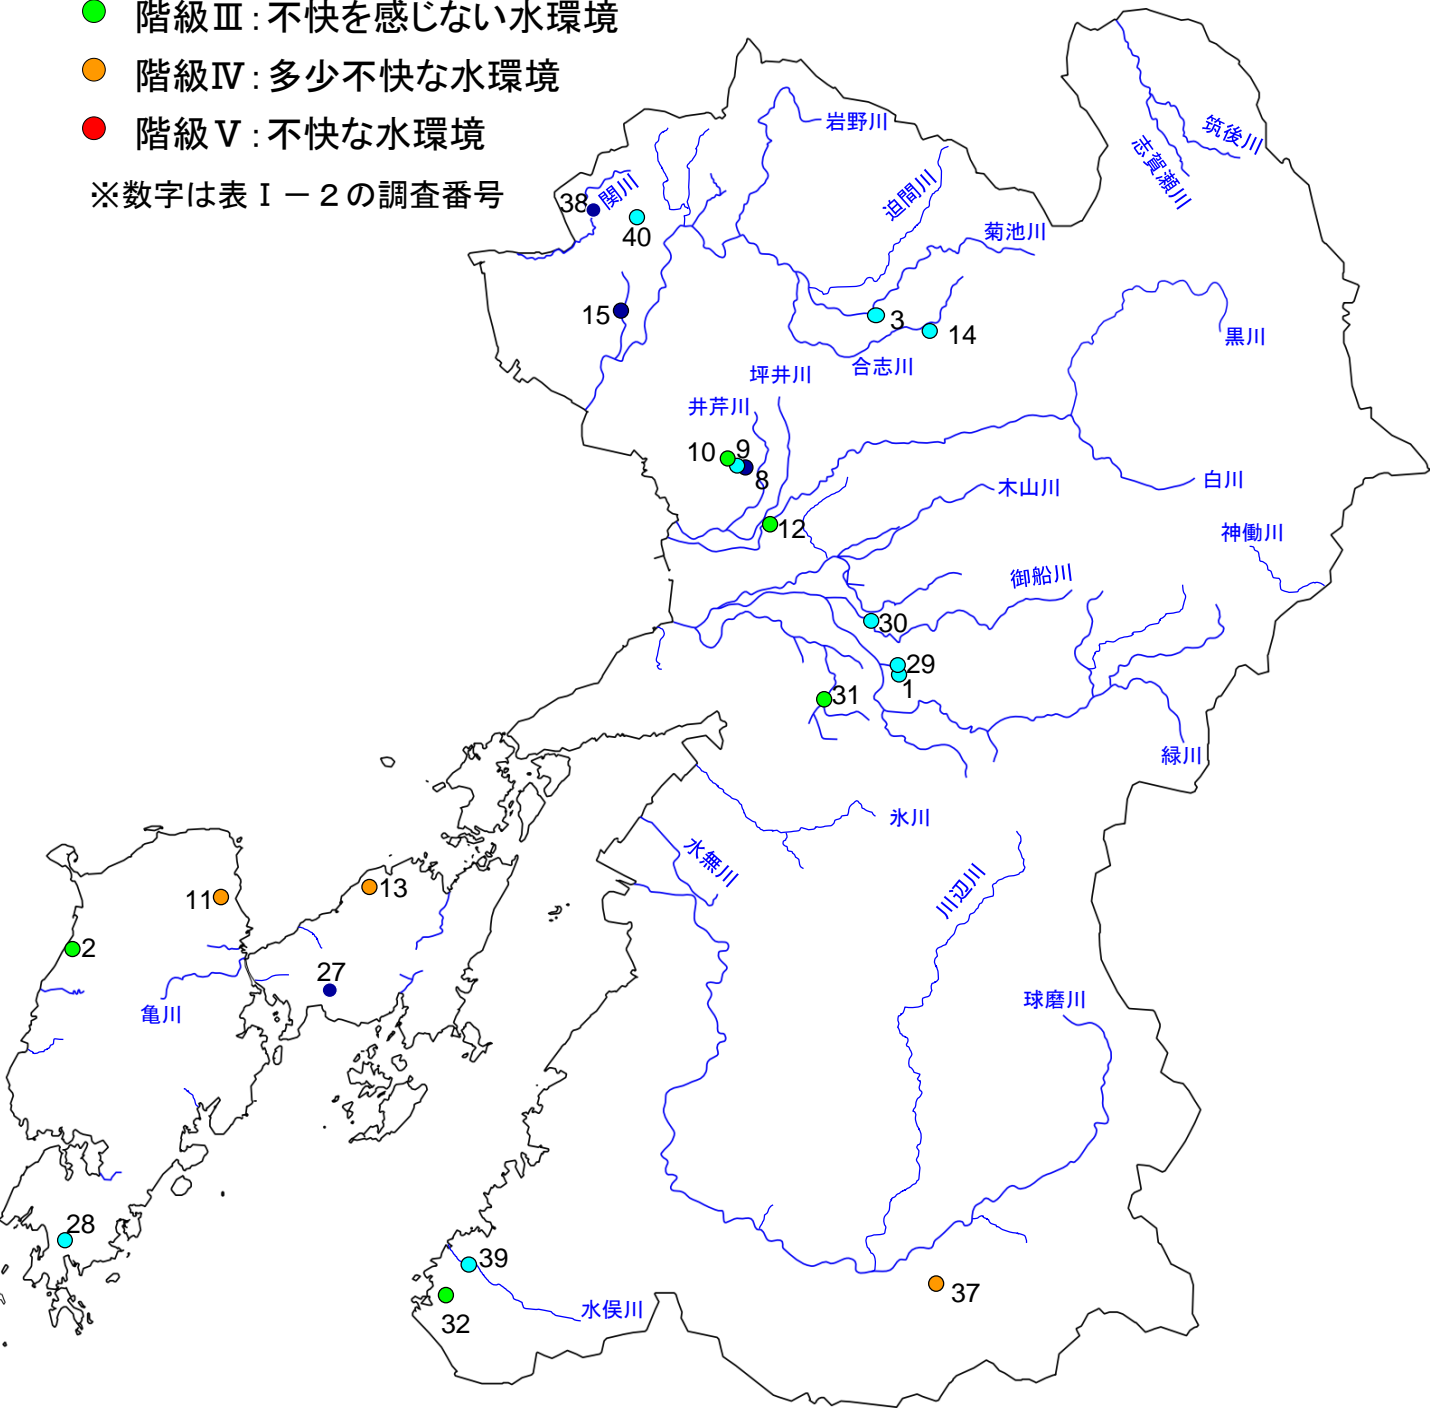 階級Ⅲ：不快を感じない水環境
階級Ⅳ：多少不快な水環境
階級Ⅴ：不快な水環境
※数字は表Ⅰ－２の調査番号
岩野川
筑後川
志賀瀬川
38
関川
40
迫間川
菊池川
15
3
14
黒川
合志川
坪井川
井芹川
10
9
8
白川
木山川
12
神働川
御船川
30
29
1
31
緑川
氷川
水無川
川辺川
11
13
2
27
亀川
球磨川
28
39
32
水俣川
37